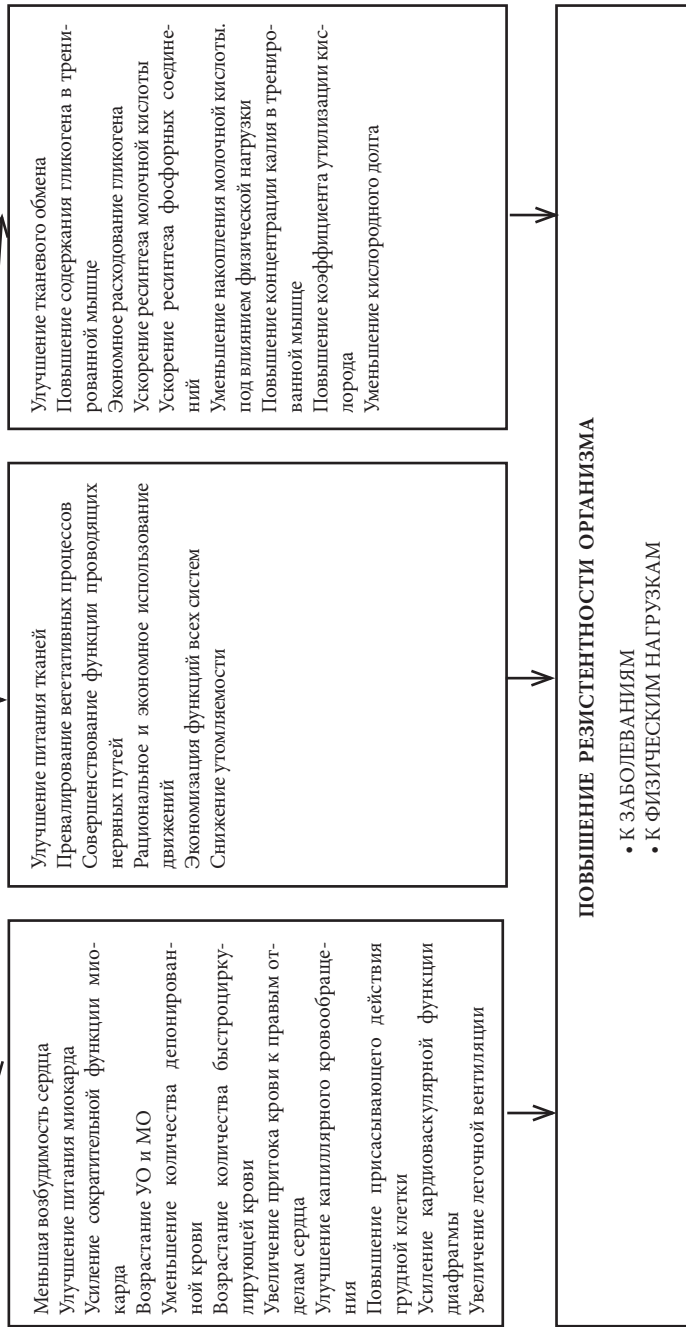 Меньшая возбудимость сердца
Улучшение питания миокарда
Усиление сократительной функции мио-
карда
Возрастание УО и МО
Уменьшение количества депонирован-
ной крови
Возрастание количества быстроцирку-
лирующей крови
Увеличение притока крови к правым от-
делам сердца
Улучшение капиллярного кровообраще-
ния
Повышение присасывающего действия
грудной клетки
Усиление кардиоваскулярной функции
диафрагмы
Увеличение легочной вентиляции
Улучшение питания тканей
Превалирование вегетативных процессов
Совершенствование функции проводящих
нервных путей
Рациональное и экономное использование
движений
Экономизация функций всех систем
Снижение утомляемости
Улучшение тканевого обмена
Повышение содержания гликогена в трени-
рованной мышце
Экономное расходование гликогена
Ускорение ресинтеза молочной кислоты
Ускорение ресинтеза фосфорных соедине-
ний
Уменьшение накопления молочной кислоты.
под влиянием физической нагрузки
Повышение концентрации калия в трениро-
ванной мышце
Повышение коэффициента утилизации кис-
лорода
Уменьшение кислородного долга
ПОВЫШЕНИЕ РЕЗИСТЕНТНОСТИ ОРГАНИЗМА
• К ЗАБОЛЕВАНИЯМ
• К ФИЗИЧЕСКИМ НАГРУЗКАМ